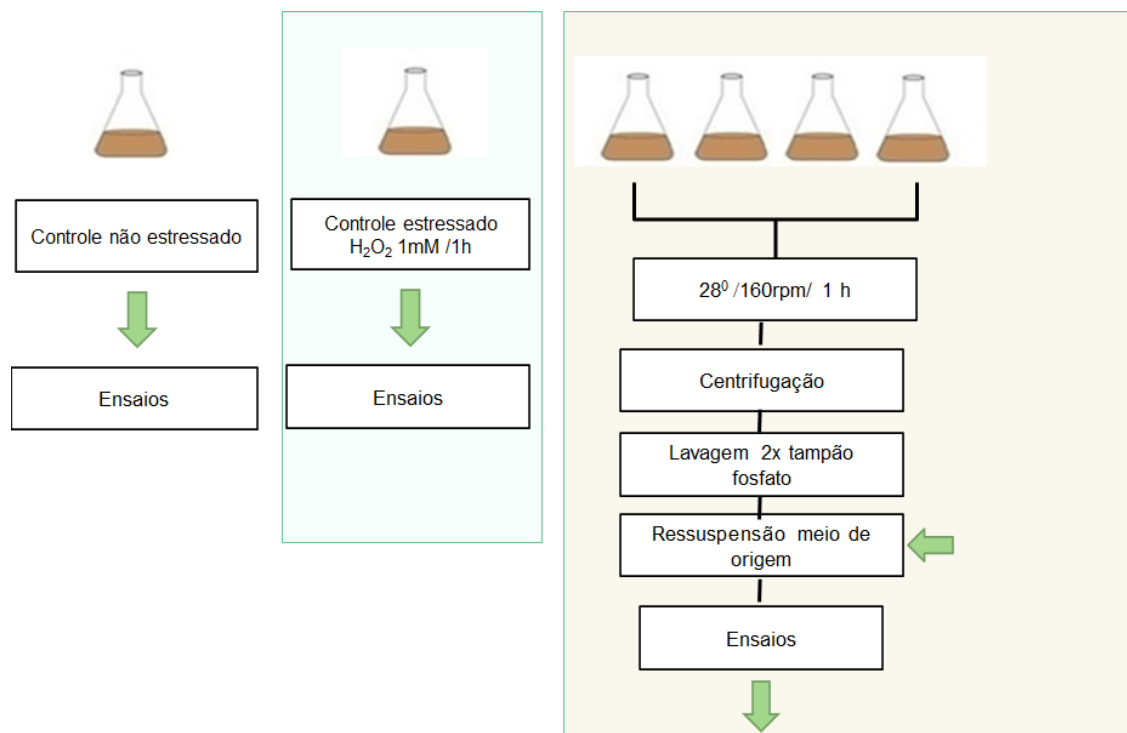 Controle não estressado
Ensaios
Controle estressado
H₂O₂ 1mM /1h
Ensaios
28⁰ /160rpm/ 1 h
Centrifugação
Lavagem 2x tampão
fosfato
Ressuspensão meio de
origem
Ensaios